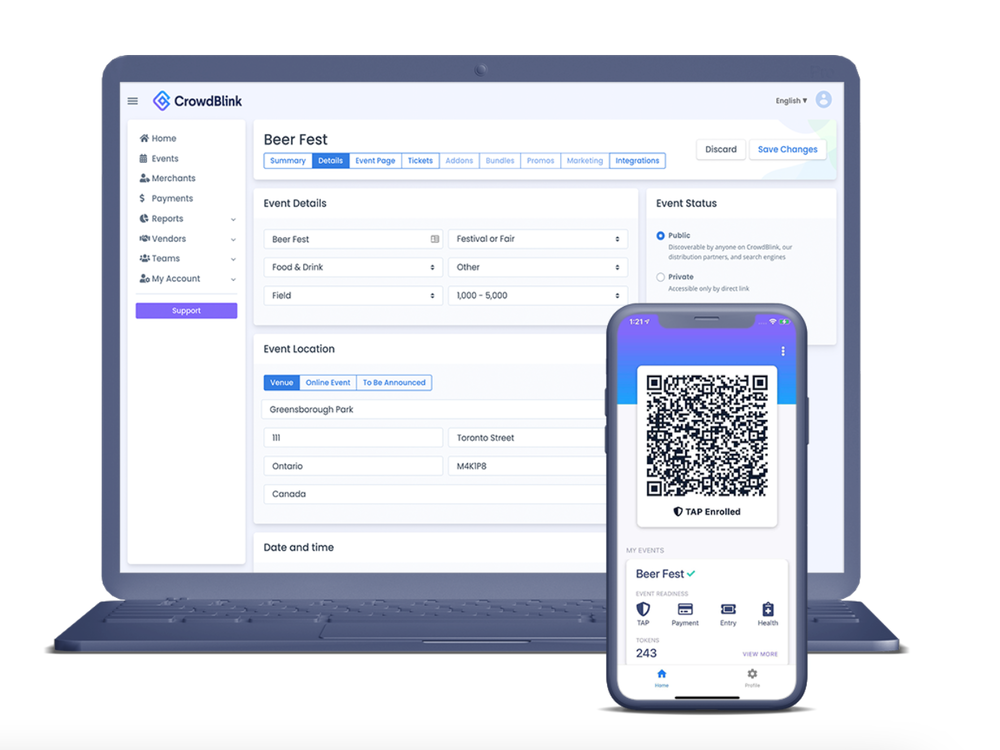 CrowdBlink
English ▾
Home
Events
Merchants
Payments
Reports
Vendors
Teams
My Account
Support
Beer Fest
Summary Details Event Page Tickets Addons Bundles Promos Marketing Integrations
Discard Save Changes
Event Details
Beer Fest Festival or Fair
Food & Drink Other
Field 1,000 - 5,000
Event Status
Public
Discoverable by anyone on CrowdBlink, our
distribution partners, and search engines
Private
Accessible only by direct link
Event Location
Venue Online Event To Be Announced
Greensborough Park
111 Toronto Street
Ontario M4K1P8
Canada
Date and time
1:21
TAP Enrolled
MY EVENTS
Beer Fest
EVENT READINESS
TAP Payment Entry Health
TOKENS
243 VIEW MORE
Home Profile